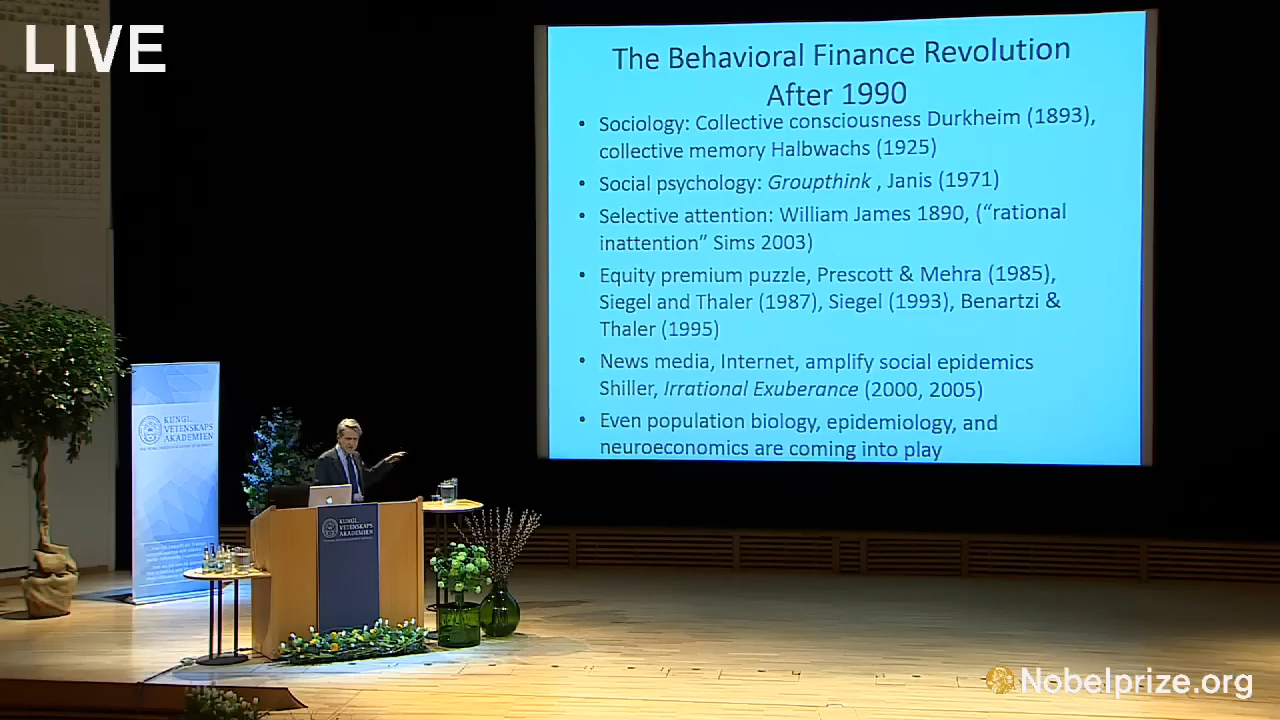 LIVE
The Behavioral Finance Revolution
After 1990
• Sociology: Collective consciousness Durkheim (1893),
collective memory Halbwachs (1925)
• Social psychology: Groupthink , Janis (1971)
• Selective attention: William James 1890, (“rational
inattention” Sims 2003)
• Equity premium puzzle, Prescott & Mehra (1985),
Siegel and Thaler (1987), Siegel (1993), Benartzi &
Thaler (1995)
• News media, Internet, amplify social epidemics
Shiller, Irrational Exuberance (2000, 2005)
• Even population biology, epidemiology, and
neuroeconomics are coming into play
KUNGL.
VETENSKAPS
AKADEMIEN
KUNGL.
VETENSKAPS
AKADEMIEN
Nobelprize.org